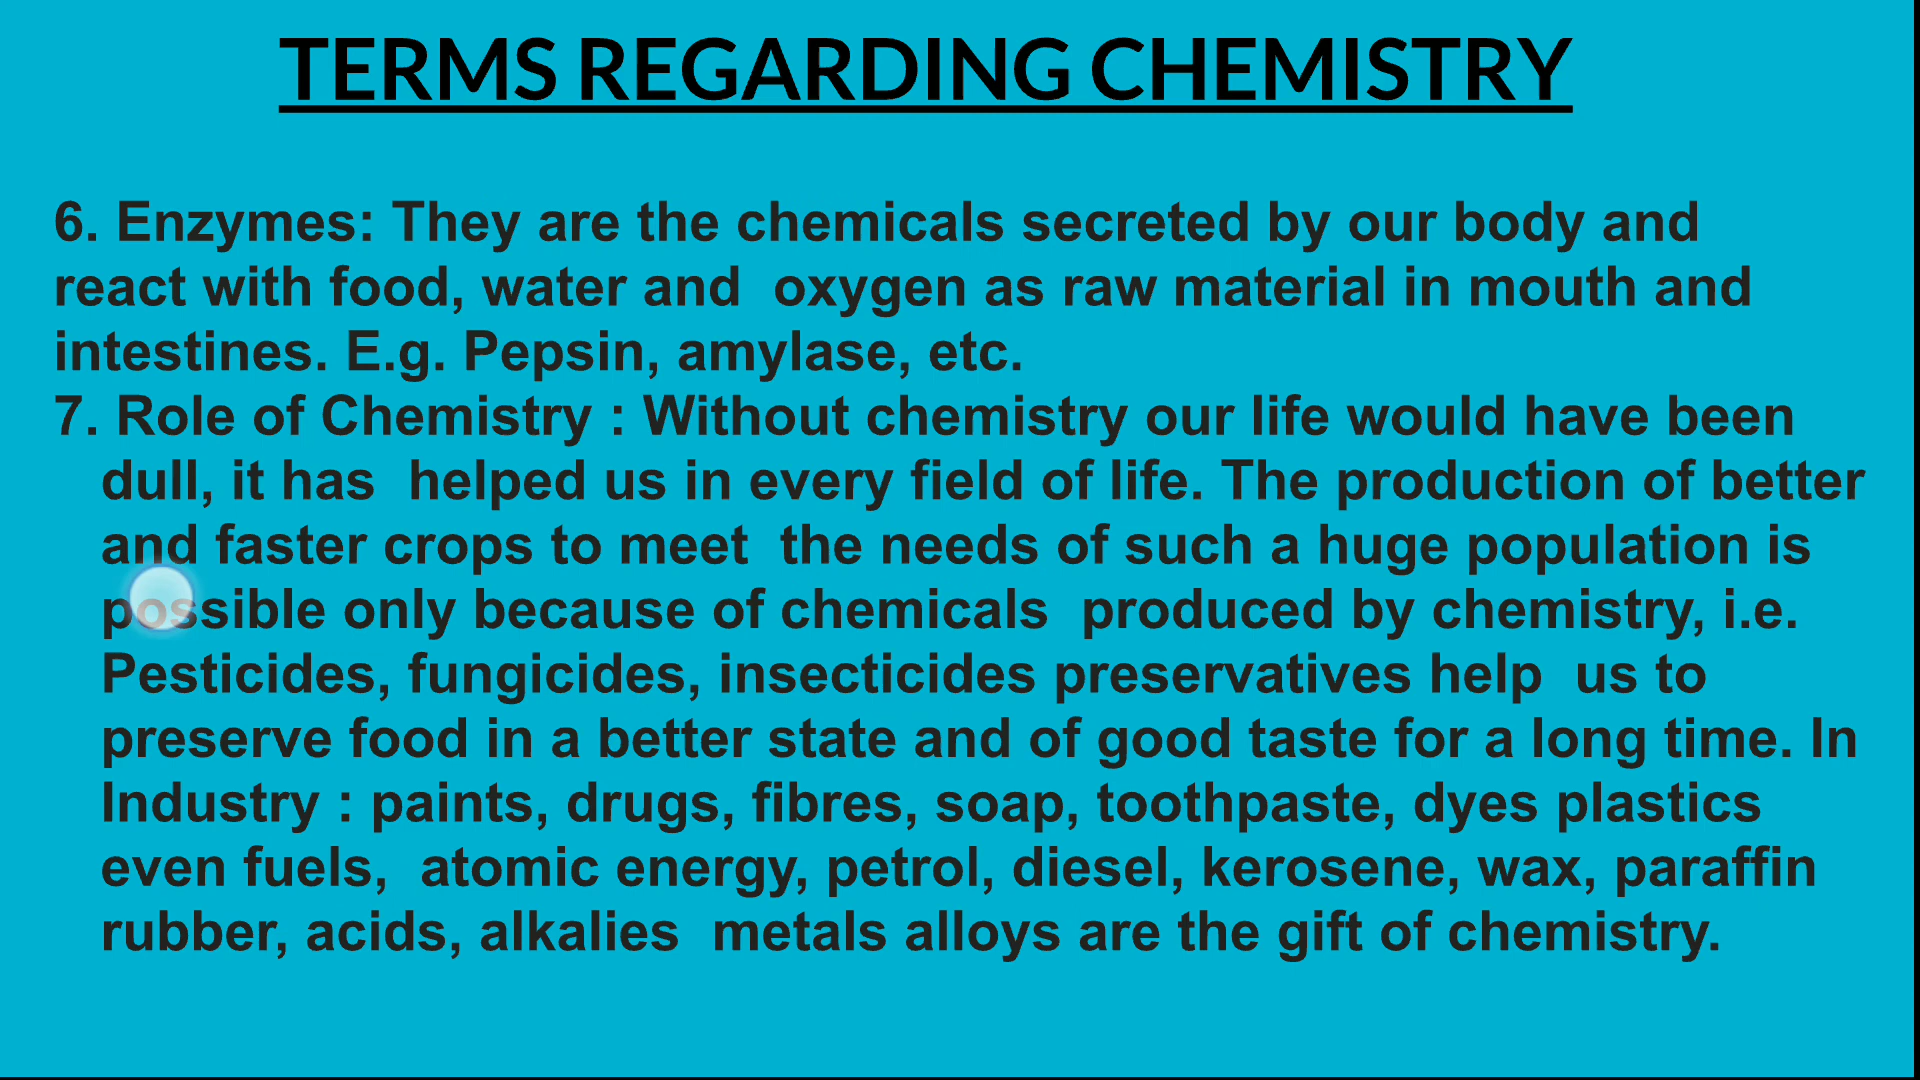 TERMS REGARDING CHEMISTRY
6. Enzymes: They are the chemicals secreted by our body and
react with food, water and  oxygen as raw material in mouth and
intestines. E.g. Pepsin, amylase, etc.
7. Role of Chemistry : Without chemistry our life would have been
dull, it has  helped us in every field of life. The production of better
and faster crops to meet  the needs of such a huge population is
possible only because of chemicals  produced by chemistry, i.e.
Pesticides, fungicides, insecticides preservatives help  us to
preserve food in a better state and of good taste for a long time. In
Industry : paints, drugs, fibres, soap, toothpaste, dyes plastics
even fuels,  atomic energy, petrol, diesel, kerosene, wax, paraffin
rubber, acids, alkalies  metals alloys are the gift of chemistry.